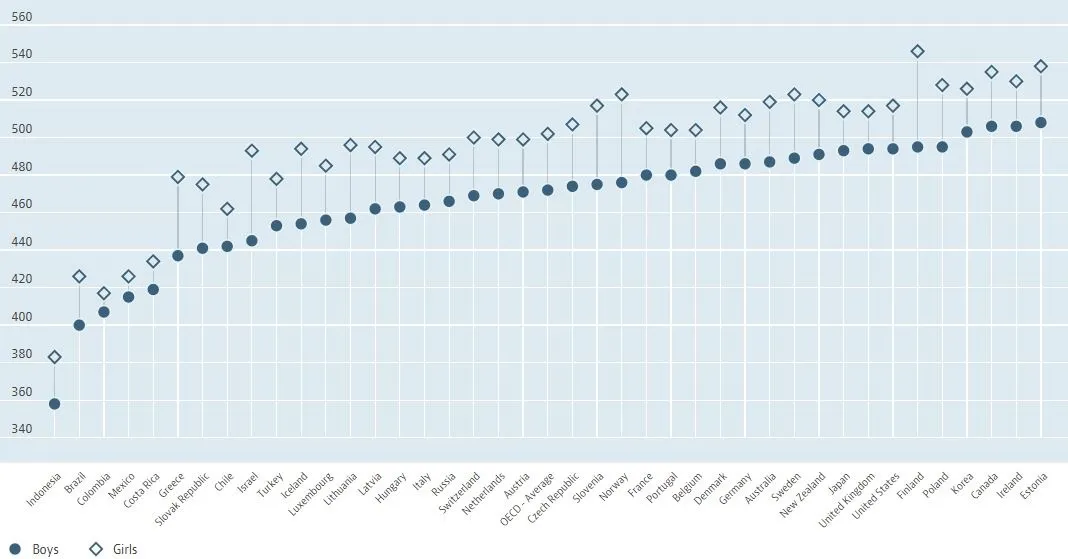 560
540
520
500
480
460
440
420
400
380
360
340
Indonesia
Brazil
Colombia
Mexico
Costa Rica
Greece
Slovak Republic
Chile
Israel
Turkey
Iceland
Luxembourg
Lithuania
Latvia
Hungary
Italy
Russia
Switzerland
Netherlands
Austria
OECD - Average
Czech Republic
Slovenia
Norway
France
Portugal
Belgium
Denmark
Germany
Australia
Sweden
New Zealand
Japan
United Kingdom
United States
Finland
Poland
Korea
Canada
Ireland
Estonia
Boys Girls